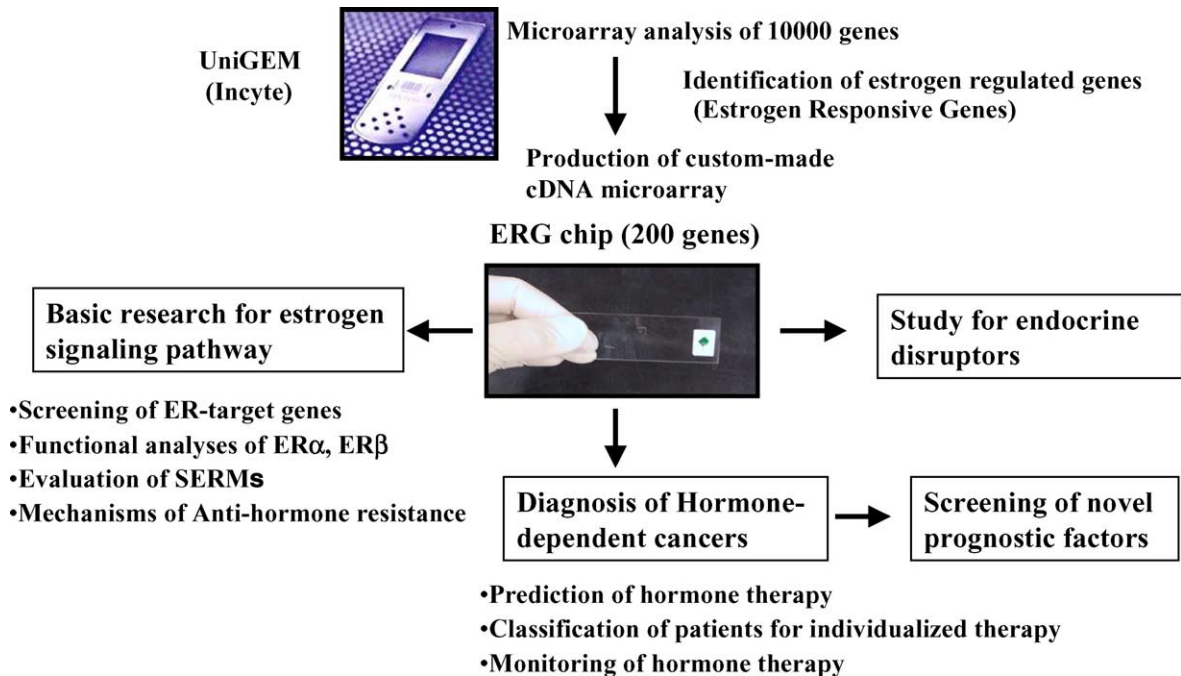 UniGEM
(Incyte)
Microarray analysis of 10000 genes
Identification of estrogen regulated genes
(Estrogen Responsive Genes)
Production of custom-made
cDNA microarray
ERG chip (200 genes)
Basic research for estrogen
signaling pathway
•Screening of ER-target genes
•Functional analyses of ERα, ERβ
•Evaluation of SERMs
•Mechanisms of Anti-hormone resistance
Study for endocrine
disruptors
Diagnosis of Hormone-
dependent cancers
•Prediction of hormone therapy
•Classification of patients for individualized therapy
•Monitoring of hormone therapy
Screening of novel
prognostic factors